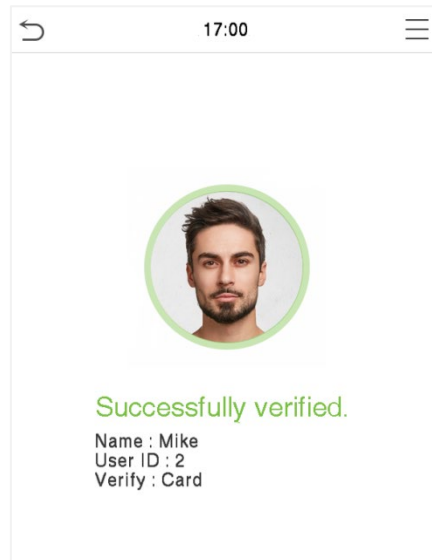 17:00
Successfully verified.
Name : Mike
User ID : 2
Verify : Card